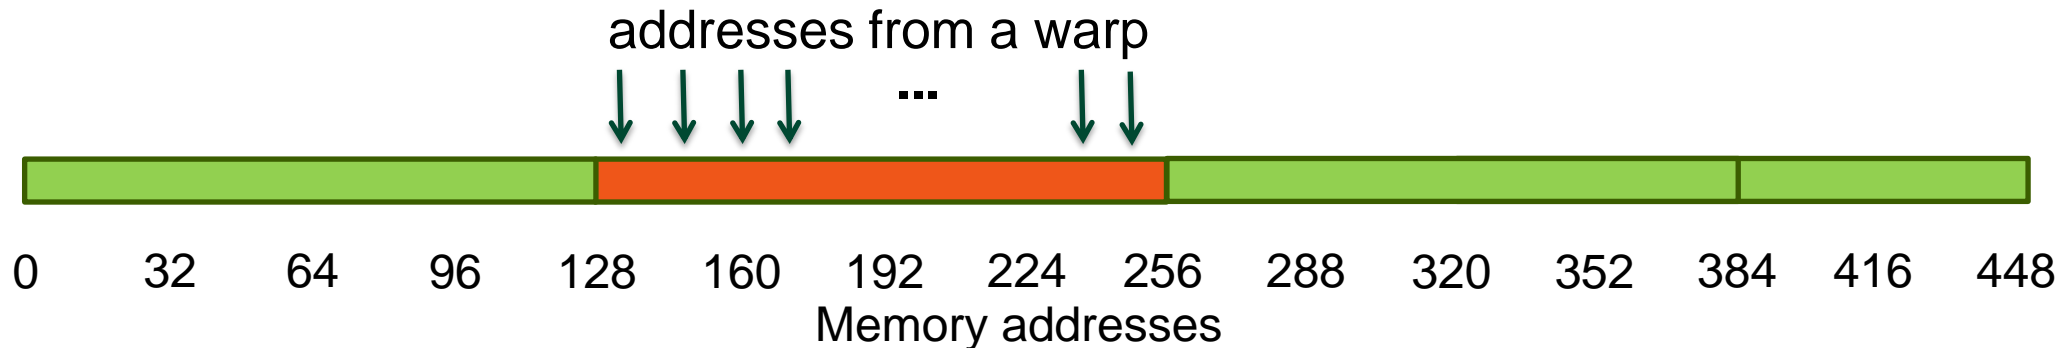 addresses from a warp
...
0 32 64 96 128 160 192 224 256 288 320 352 384 416 448
Memory addresses